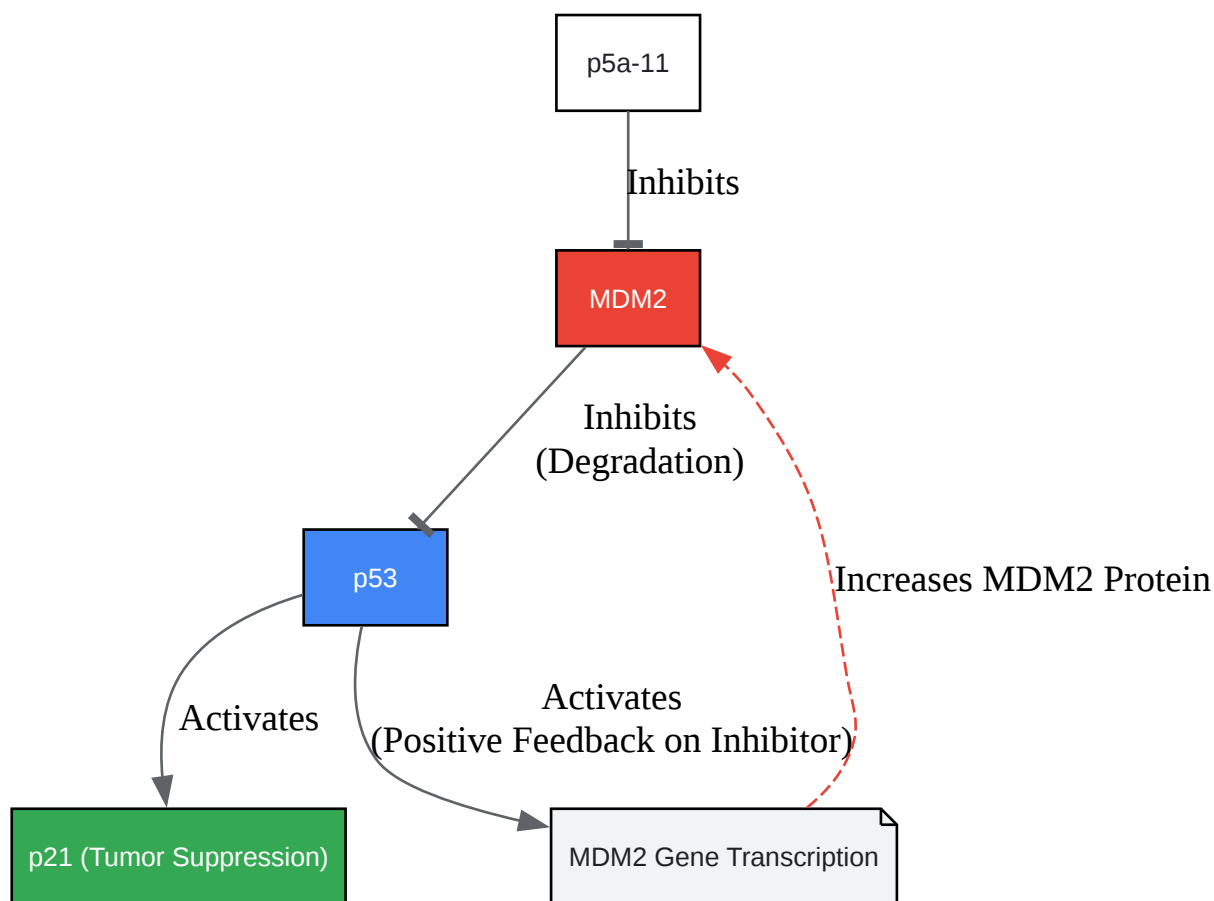 p5a-11
Inhibits
MDM2
Inhibits
(Degradation)
p53
Increases MDM2 Protein
Activates
Activates
(Positive Feedback on Inhibitor)
p21 (Tumor Suppression)
MDM2 Gene Transcription